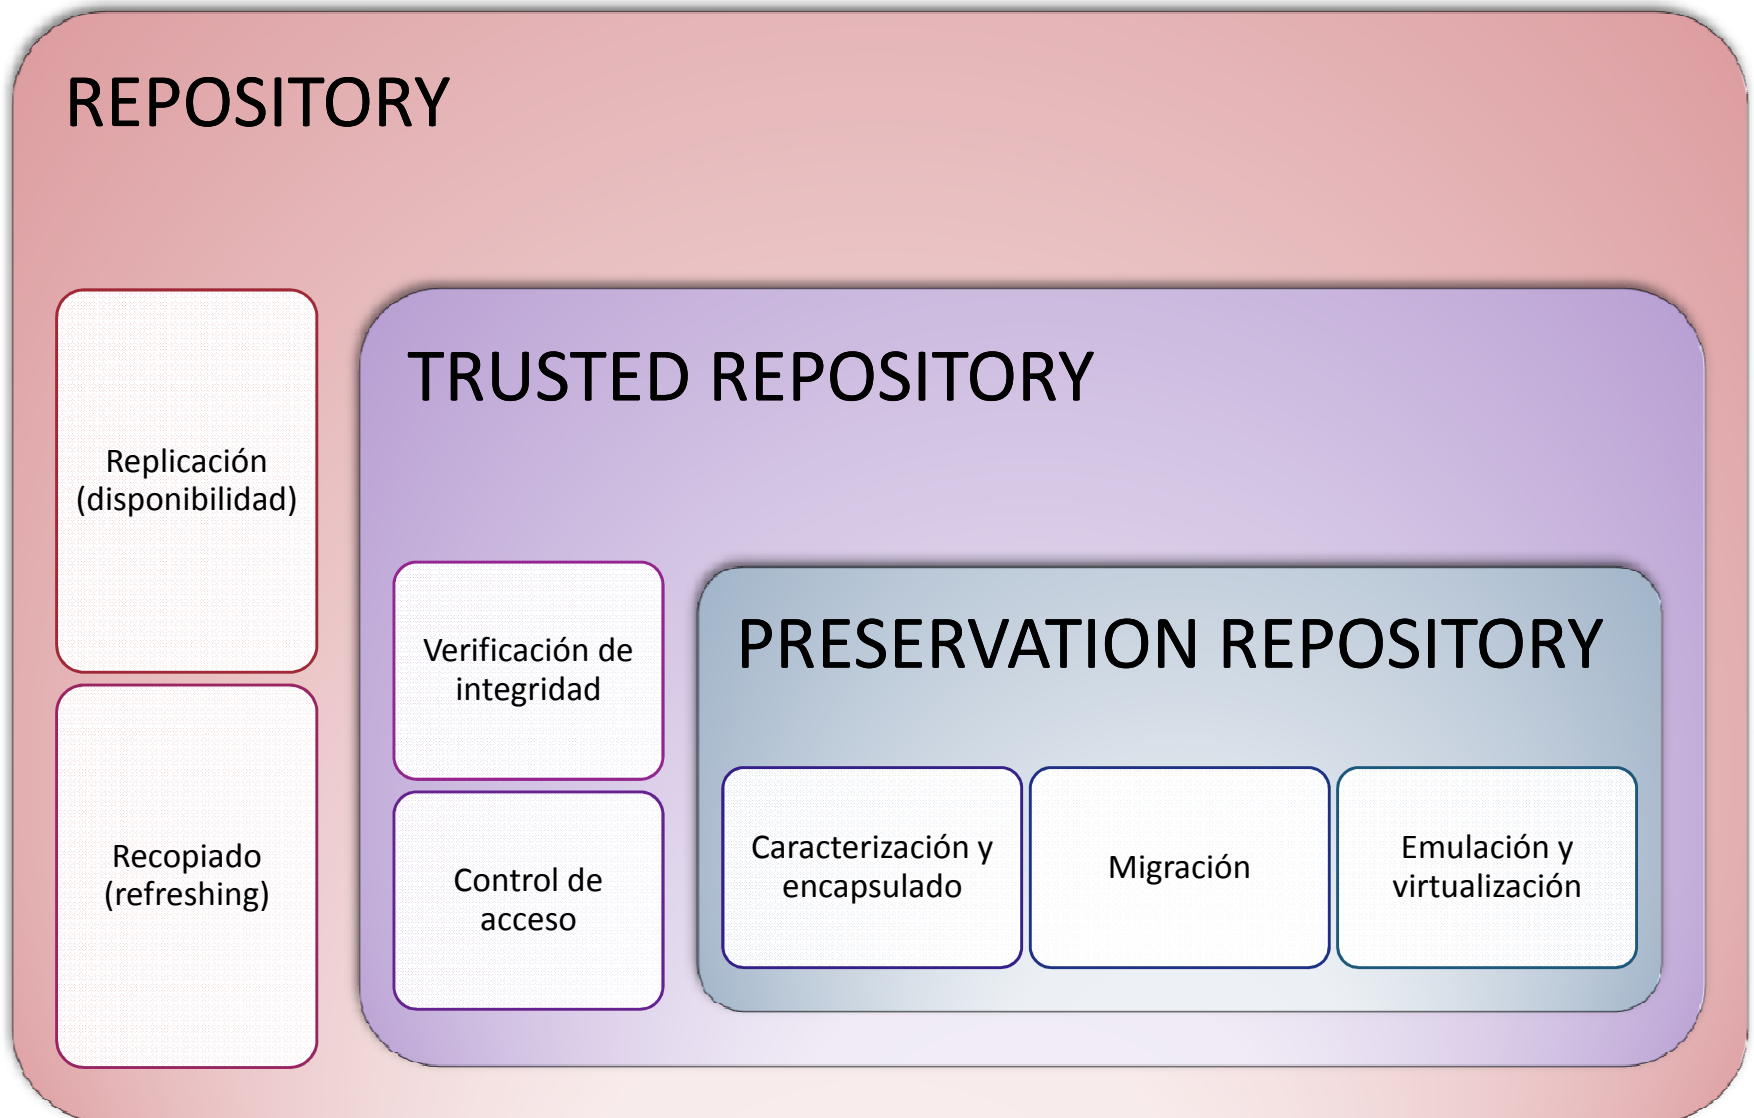 REPOSITORY
Replicación
(disponibilidad)
Recopiado
(refreshing)
TRUSTED REPOSITORY
Verificación de
integridad
Control de
acceso
PRESERVATION REPOSITORY
Caracterización y
encapsulado
Migración
Emulación y
virtualización